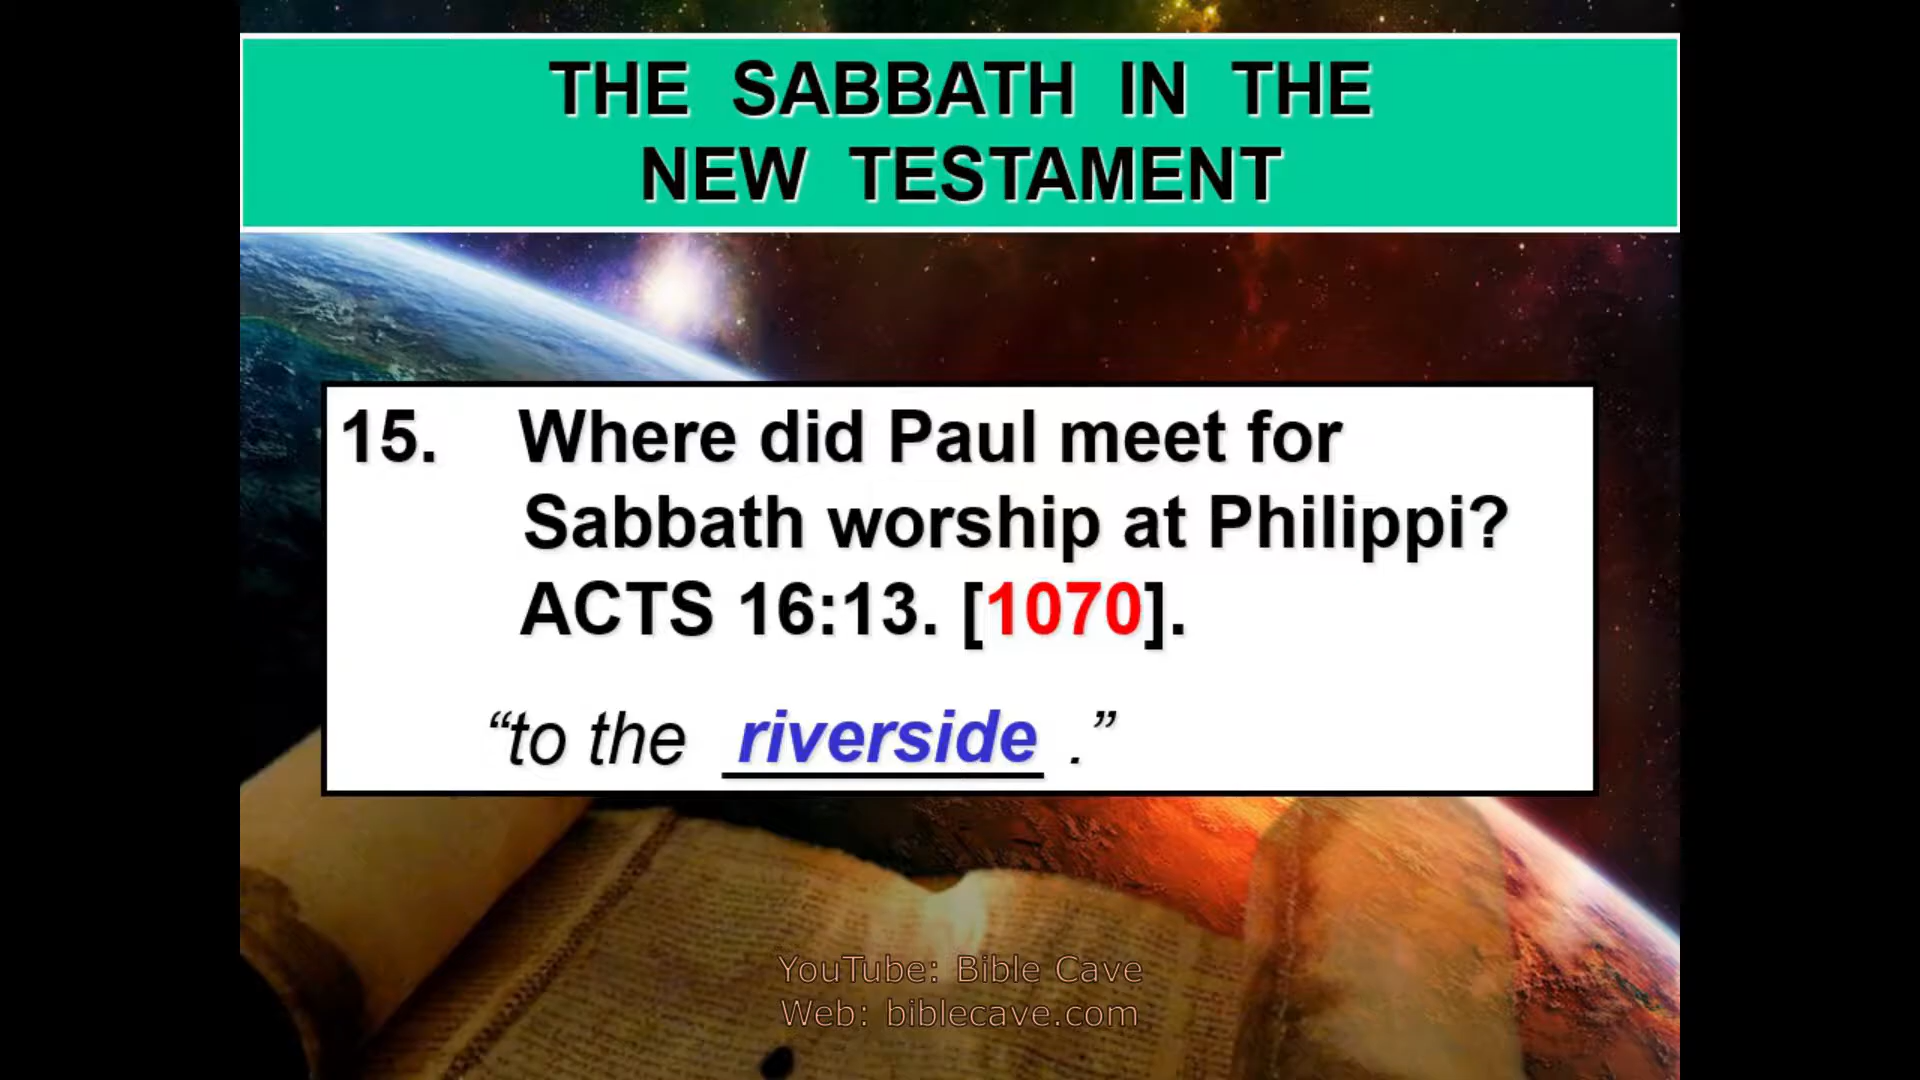 THE SABBATH IN THE
NEW TESTAMENT
15. Where did Paul meet for
Sabbath worship at Philippi?
ACTS 16:13. [1070].
“to the riverside .”
YouTube: Bible Cave
Web: biblecave.com